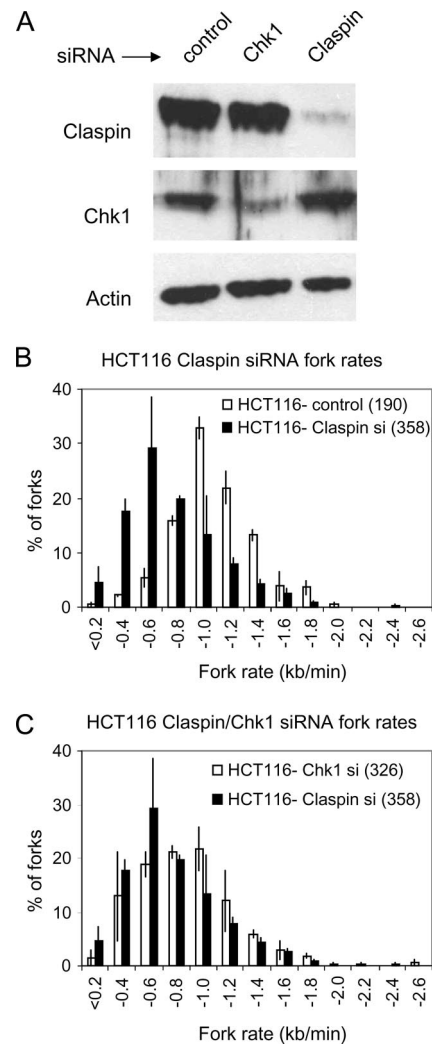 A
siRNA → control Chk1 Claspin
Claspin
Chk1
Actin
B
HCT116 Claspin siRNA fork rates
40
30
20
10
0
% of forks
HCT116- control (190)
HCT116- Claspin si (358)
<0.2 -0.4 -0.6 -0.8 -1.0 -1.2 -1.4 -1.6 -1.8 -2.0 -2.2 -2.4 -2.6
Fork rate (kb/min)
C
HCT116 Claspin/Chk1 siRNA fork rates
40
30
20
10
0
% of forks
HCT116- Chk1 si (326)
HCT116- Claspin si (358)
<0.2 -0.4 -0.6 -0.8 -1.0 -1.2 -1.4 -1.6 -1.8 -2.0 -2.2 -2.4 -2.6
Fork rate (kb/min)